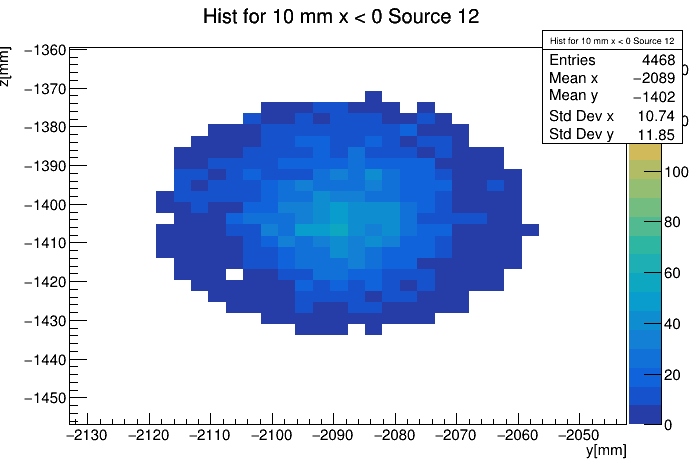 Hist for 10 mm x < 0 Source 12
Hist for 10 mm x < 0 Source 12
Entries 4468
Mean x −2089
Mean y −1402
Std Dev x 10.74
Std Dev y 11.85
z[mm]
−1360
−1370
−1380
−1390
−1400
−1410
−1420
−1430
−1440
−1450
−2130 −2120 −2110 −2100 −2090 −2080 −2070 −2060 −2050
y[mm]
100
80
60
40
20
0